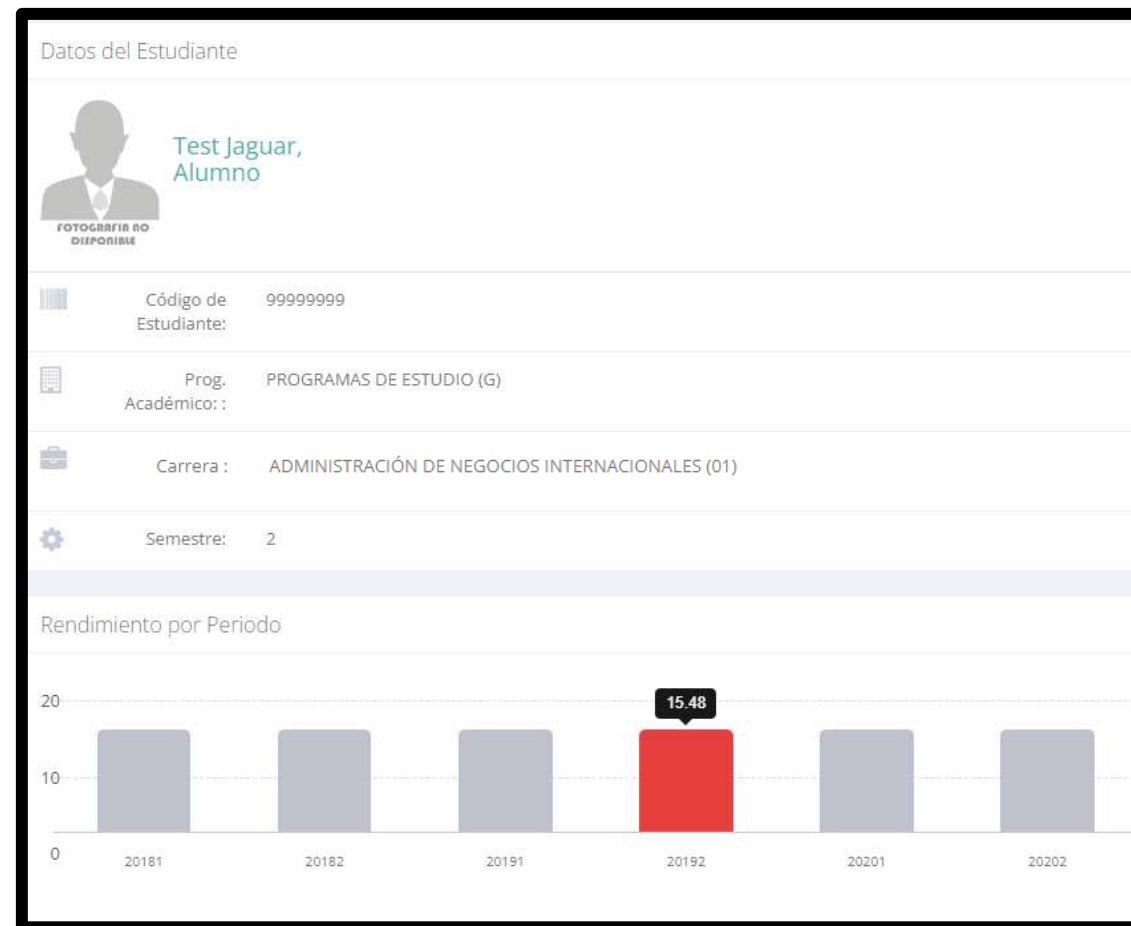 Datos del Estudiante
Test Jaguar,
Alumno
FOTOGRAFIA NO
DISPONIBLE
Código de
Estudiante:
99999999
Prog.
Académico: :
PROGRAMAS DE ESTUDIO (G)
Carrera :
ADMINISTRACIÓN DE NEGOCIOS INTERNACIONALES (01)
Semestre:
2
Rendimiento por Periodo
20
15.48
10
0
20181
20182
20191
20192
20201
20202